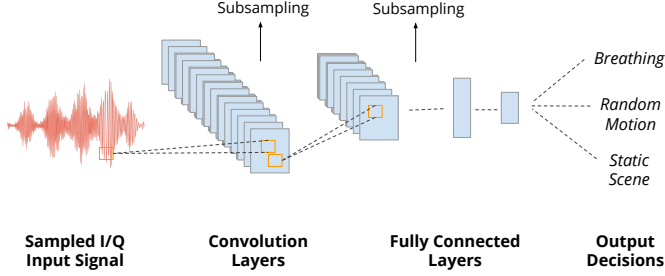 Subsampling
Subsampling
Breathing
Random
Motion
Static
Scene
Sampled I/Q
Input Signal
Convolution
Layers
Fully Connected
Layers
Output
Decisions